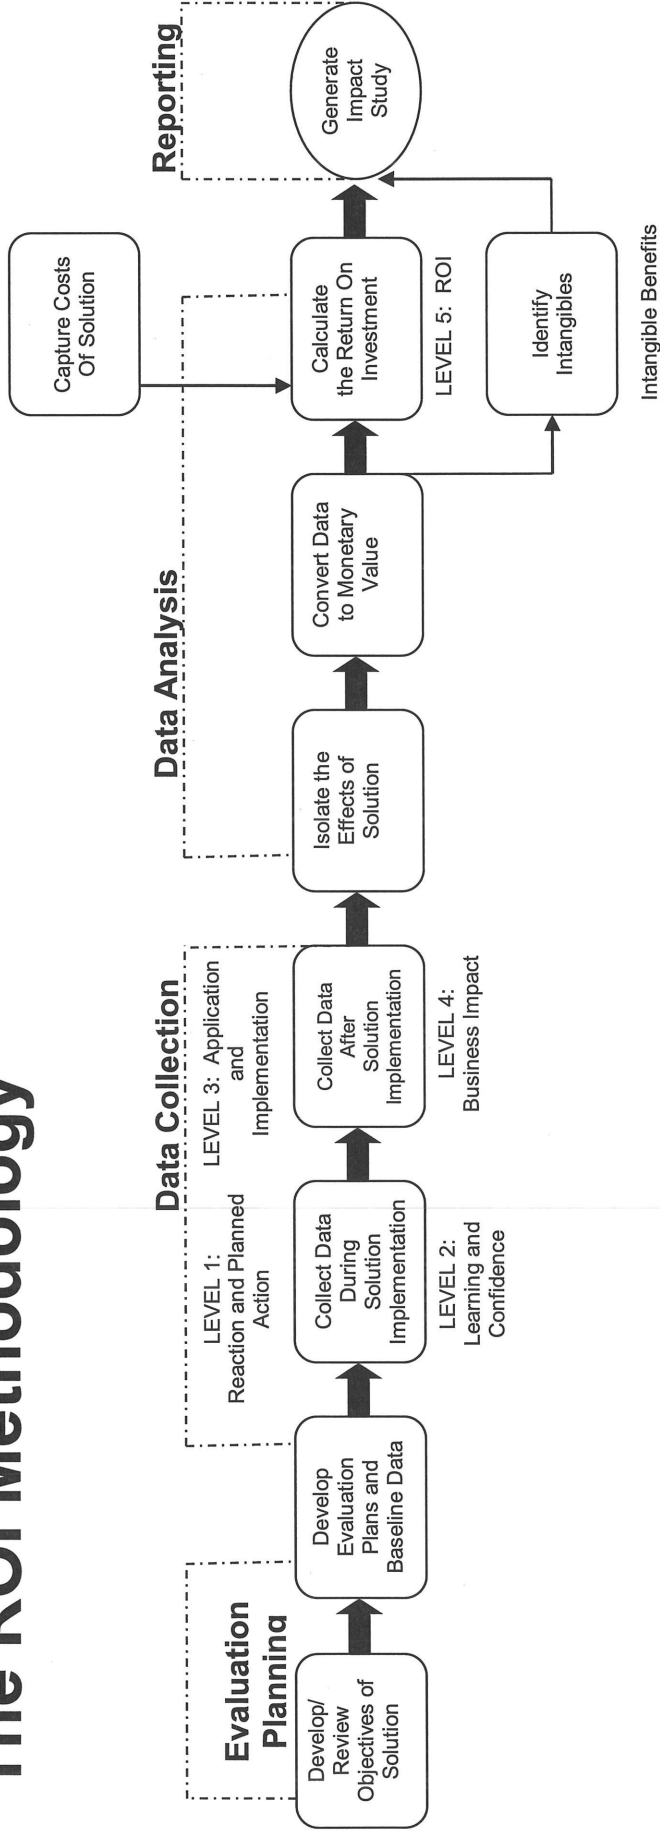 The ROI Methodology
Evaluation
Planning
Data Collection
Data Analysis
Reporting
Develop/
Review
Objectives of
Solution
Develop
Evaluation
Plans and
Baseline Data
LEVEL 1:
Reaction and Planned
Action
Collect Data
During
Solution
Implementation
LEVEL 2:
Learning and
Confidence
LEVEL 3: Application
and
Implementation
Collect Data
After
Solution
Implementation
LEVEL 4:
Business Impact
Isolate the
Effects of
Solution
Convert Data
to Monetary
Value
Capture Costs
Of Solution
Calculate
the Return On
Investment
LEVEL 5: ROI
Identify
Intangibles
Intangible Benefits
Generate
Impact
Study